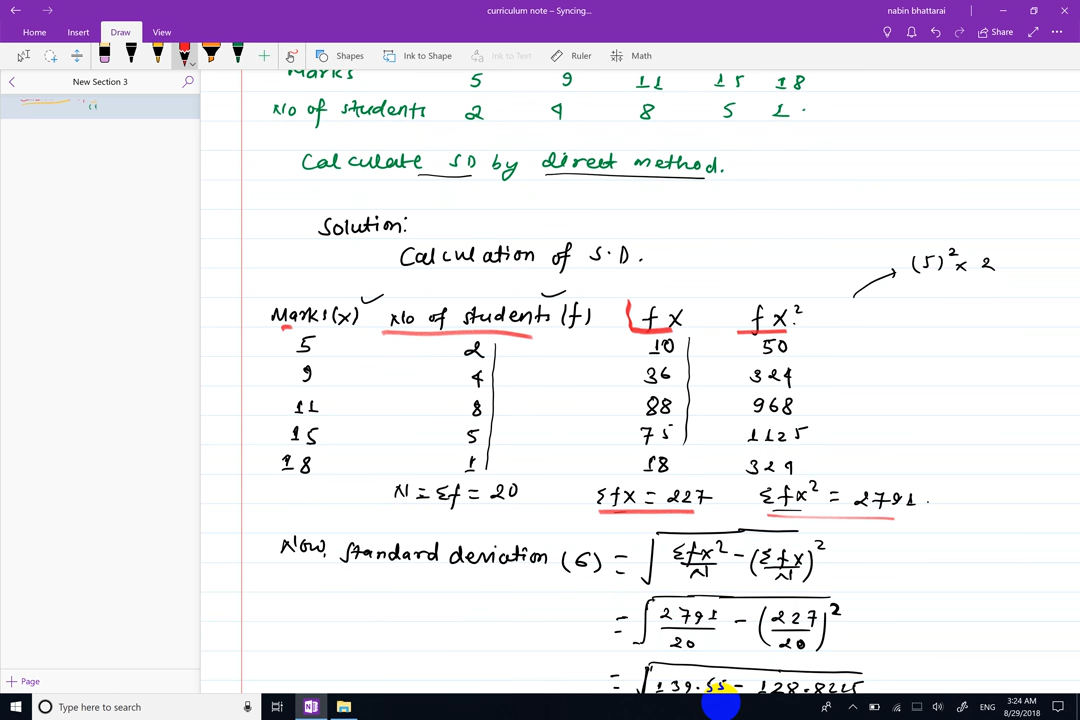 curriculum note – Syncing...
nabin bhattarai
Home Insert Draw View
Share
Shapes Ink to Shape Ink to Text Ruler Math
New Section 3
Marks 5 9 11 15 18
No of students 2 4 8 5 1 .
Calculate SD by direct method.
Solution:
Calculation of S.D.
(5)² × 2
Marks(x) No of students (f) fx fx²
5 2 10 50
9 4 36 324
11 8 88 968
15 5 75 1125
18 1 18 324
N = Σf = 20 Σfx = 227 Σfx² = 2791.
Now, standard deviation (σ) = √(Σfx²/N − (Σfx/N)²)
= √(2791/20 − (227/20)²)
= √(139.55 − 128.8225
Page
Type here to search
ENG
3:24 AM
8/29/2018